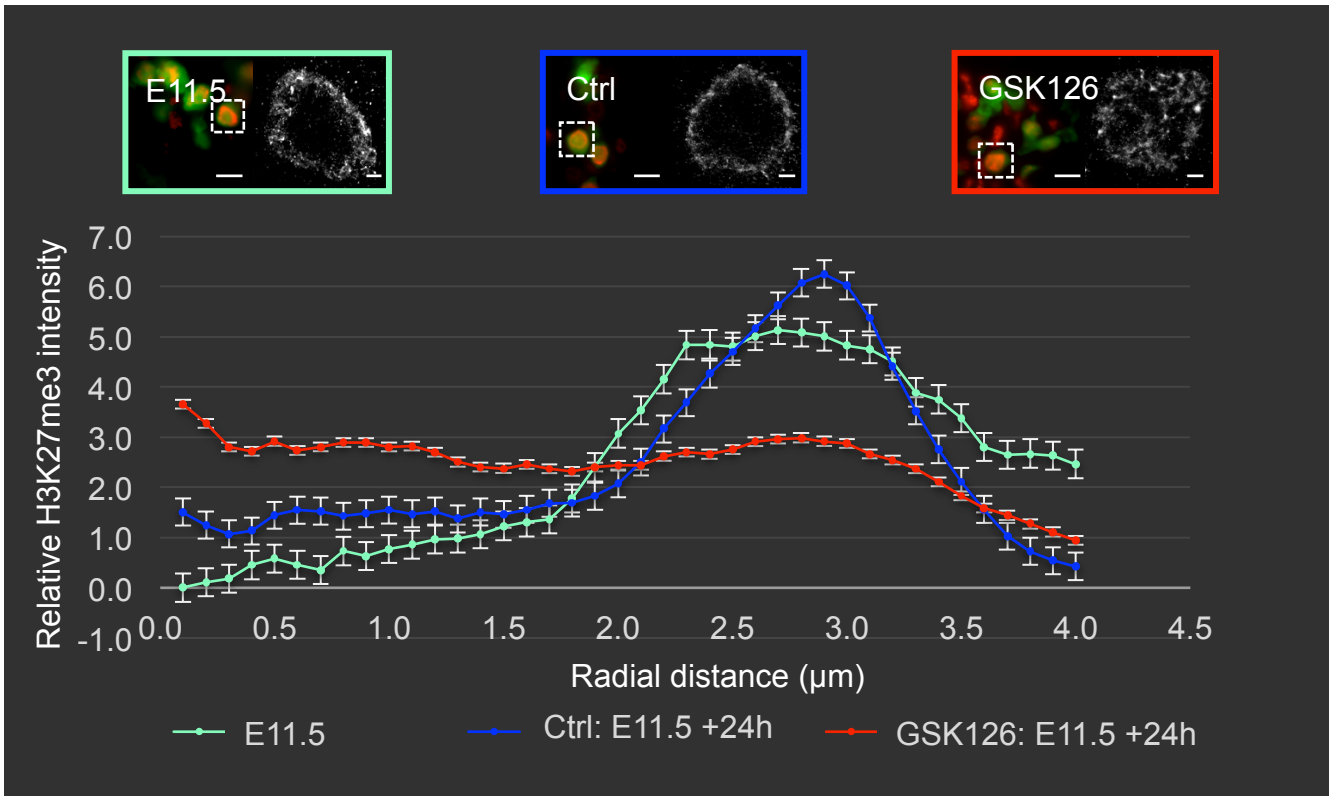 E11.5
Ctrl
GSK126
7.0
6.0
5.0
4.0
3.0
2.0
1.0
0.0
-1.0
Relative H3K27me3 intensity
0.0 0.5 1.0 1.5 2.0 2.5 3.0 3.5 4.0 4.5
Radial distance (μm)
E11.5
Ctrl: E11.5 +24h
GSK126: E11.5 +24h